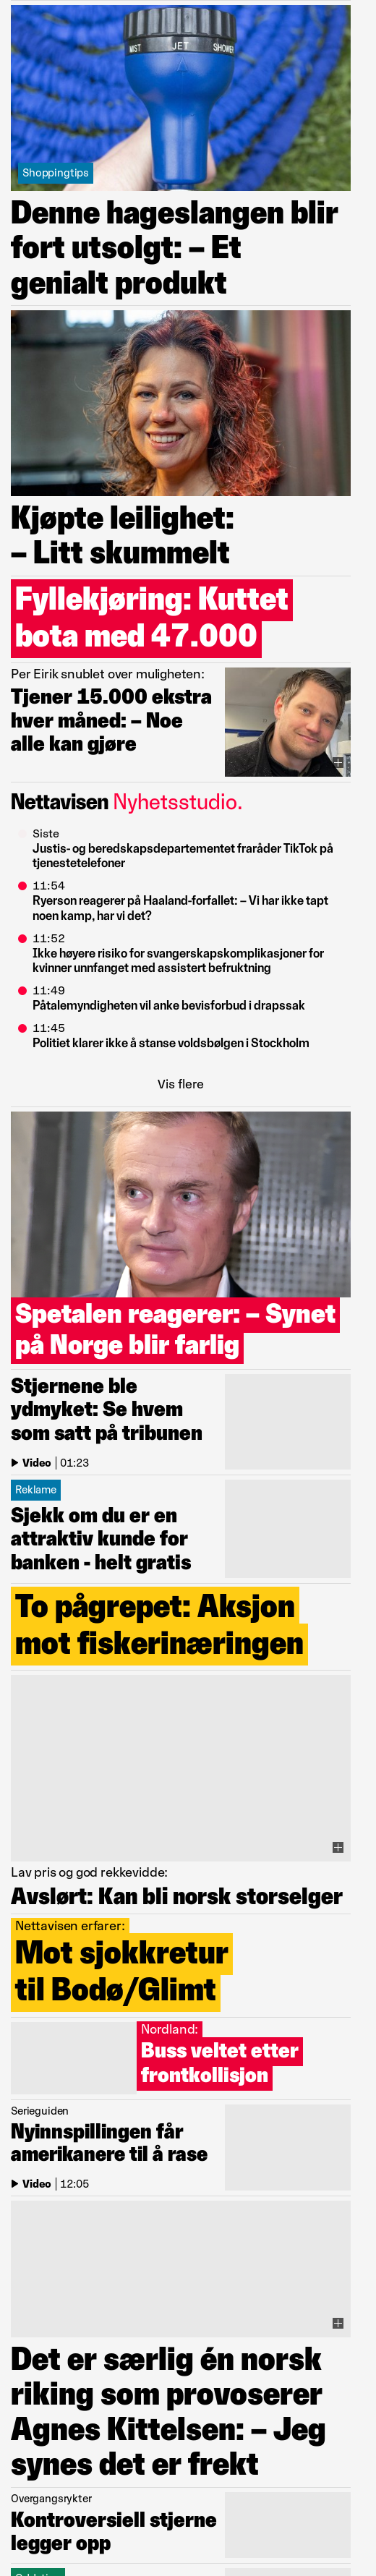 MIST JET SHOWER
Shoppingtips
Denne hageslangen blir
fort utsolgt: – Et
genialt produkt
Kjøpte leilighet:
– Litt skummelt
Fyllekjøring: Kuttet
bota med 47.000
Per Eirik snublet over muligheten:
Tjener 15.000 ekstra
hver måned: – Noe
alle kan gjøre
Nettavisen Nyhetsstudio.
Siste
Justis- og beredskapsdepartementet fraråder TikTok på
tjenestetelefoner
11:54
Ryerson reagerer på Haaland-forfallet: – Vi har ikke tapt
noen kamp, har vi det?
11:52
Ikke høyere risiko for svangerskapskomplikasjoner for
kvinner unnfanget med assistert befruktning
11:49
Påtalemyndigheten vil anke bevisforbud i drapssak
11:45
Politiet klarer ikke å stanse voldsbølgen i Stockholm
Vis flere
Spetalen reagerer: – Synet
på Norge blir farlig
Stjernene ble
ydmyket: Se hvem
som satt på tribunen
Video | 01:23
Reklame
Sjekk om du er en
attraktiv kunde for
banken - helt gratis
To pågrepet: Aksjon
mot fiskerinæringen
Lav pris og god rekkevidde:
Avslørt: Kan bli norsk storselger
Nettavisen erfarer:
Mot sjokkretur
til Bodø/Glimt
Nordland:
Buss veltet etter
frontkollisjon
Serieguiden
Nyinnspillingen får
amerikanere til å rase
Video | 12:05
Det er særlig én norsk
riking som provoserer
Agnes Kittelsen: – Jeg
synes det er frekt
Overgangsrykter
Kontroversiell stjerne
legger opp